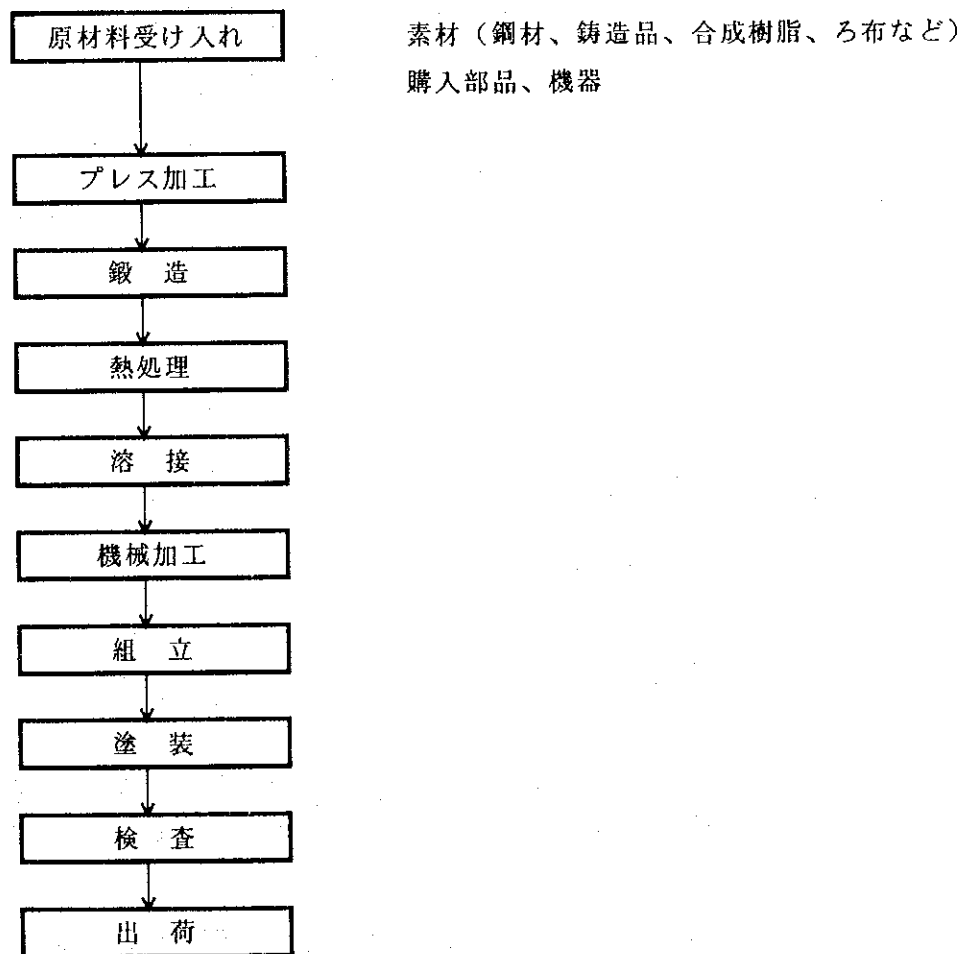 原材料受け入れ
素材（鋼材、鋳造品、合成樹脂、ろ布など）
購入部品、機器
プレス加工
鍛　造
熱処理
溶　接
機械加工
組　立
塗　装
検　査
出　荷